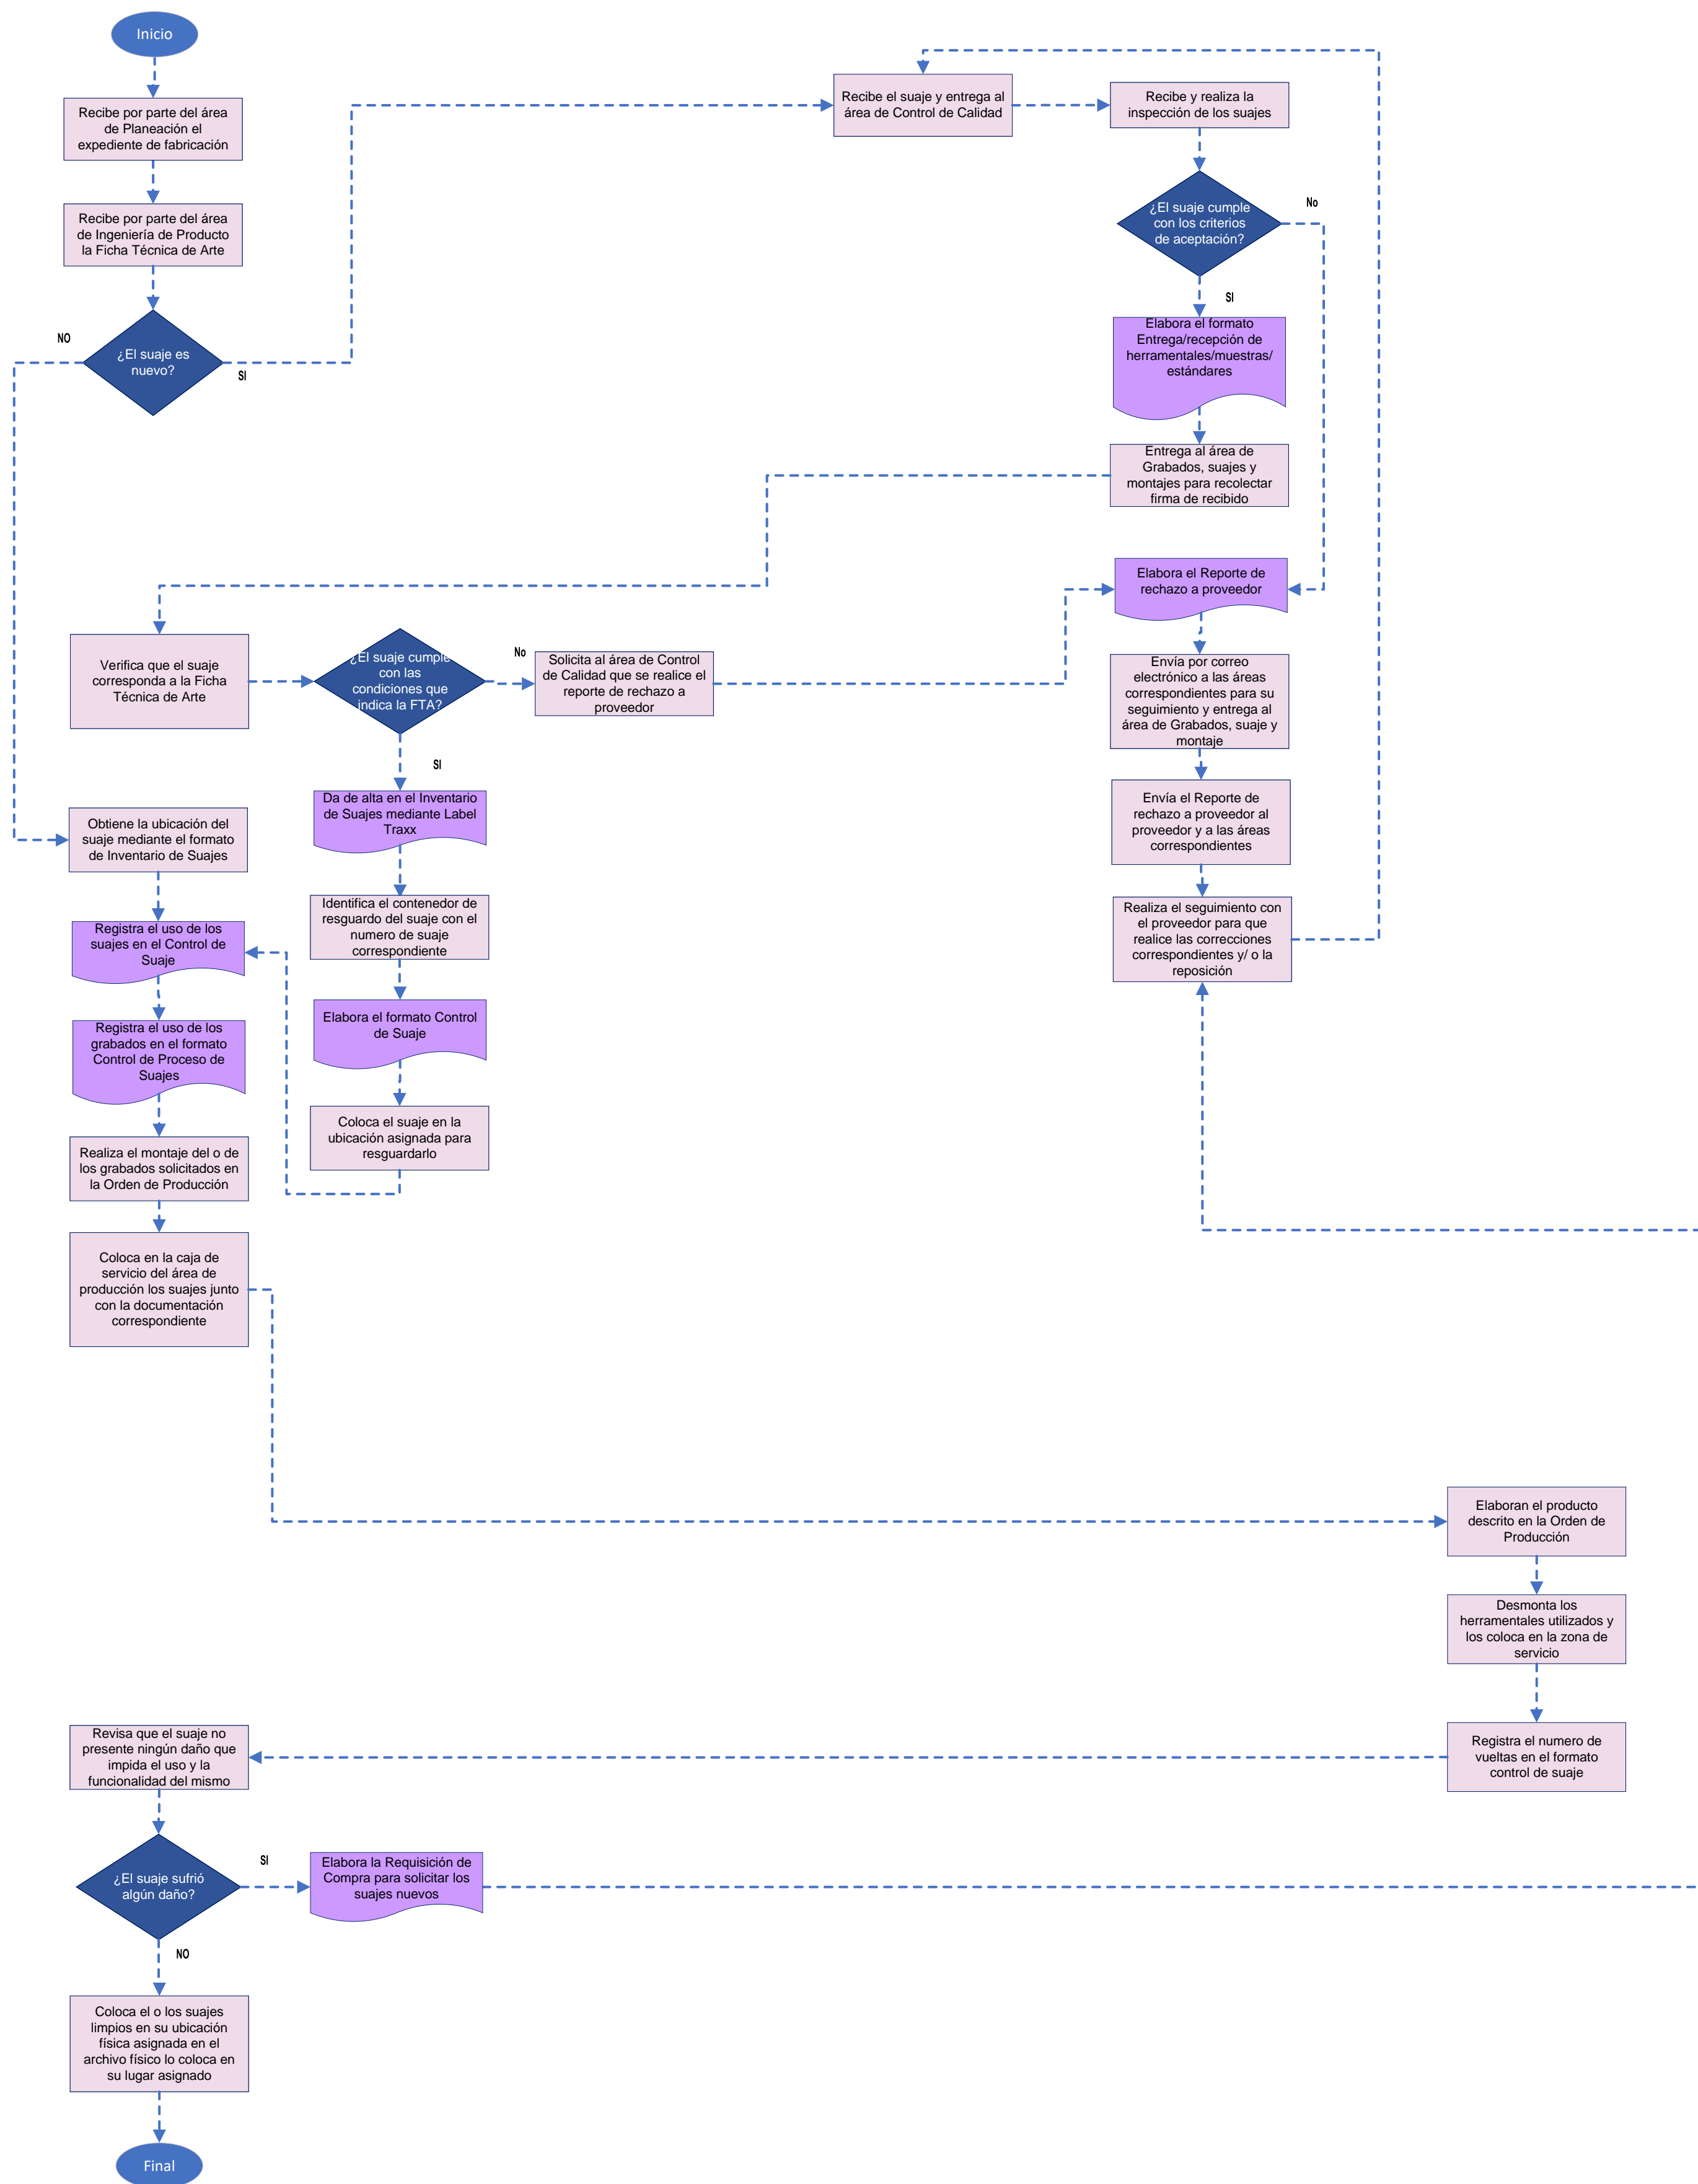 Inicio
Recibe por parte del área
de Planeación el
expediente de fabricación
Recibe por parte del área
de Ingeniería de Producto
la Ficha Técnica de Arte
¿El suaje es
nuevo?
NO
SI
Recibe el suaje y entrega al
área de Control de Calidad
Recibe y realiza la
inspección de los suajes
¿El suaje cumple
con los criterios
de aceptación?
No
SI
Elabora el formato
Entrega/recepción de
herramentales/muestras/
estándares
Entrega al área de
Grabados, suajes y
montajes para recolectar
firma de recibido
Elabora el Reporte de
rechazo a proveedor
Envía por correo
electrónico a las áreas
correspondientes para su
seguimiento y entrega al
área de Grabados, suaje y
montaje
Envía el Reporte de
rechazo a proveedor al
proveedor y a las áreas
correspondientes
Realiza el seguimiento con
el proveedor para que
realice las correcciones
correspondientes y/ o la
reposición
Verifica que el suaje
corresponda a la Ficha
Técnica de Arte
¿El suaje cumple
con las
condiciones que
indica la FTA?
No
SI
Solicita al área de Control
de Calidad que se realice el
reporte de rechazo a
proveedor
Da de alta en el Inventario
de Suajes mediante Label
Traxx
Identifica el contenedor de
resguardo del suaje con el
numero de suaje
correspondiente
Elabora el formato Control
de Suaje
Coloca el suaje en la
ubicación asignada para
resguardarlo
Obtiene la ubicación del
suaje mediante el formato
de Inventario de Suajes
Registra el uso de los
suajes en el Control de
Suaje
Registra el uso de los
grabados en el formato
Control de Proceso de
Suajes
Realiza el montaje del o de
los grabados solicitados en
la Orden de Producción
Coloca en la caja de
servicio del área de
producción los suajes junto
con la documentación
correspondiente
Elaboran el producto
descrito en la Orden de
Producción
Desmonta los
herramentales utilizados y
los coloca en la zona de
servicio
Registra el numero de
vueltas en el formato
control de suaje
Revisa que el suaje no
presente ningún daño que
impida el uso y la
funcionalidad del mismo
¿El suaje sufrió
algún daño?
SI
NO
Elabora la Requisición de
Compra para solicitar los
suajes nuevos
Coloca el o los suajes
limpios en su ubicación
física asignada en el
archivo físico lo coloca en
su lugar asignado
Final